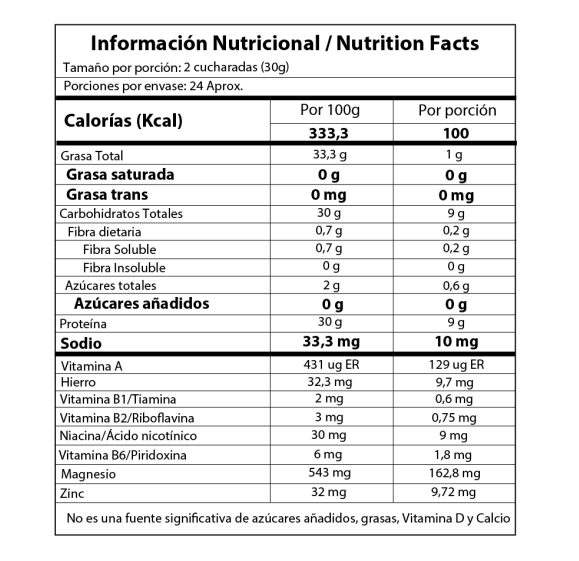 Información Nutricional / Nutrition Facts
Tamaño por porción: 2 cucharadas (30g)
Porciones por envase: 24 Aprox.
Calorías (Kcal) Por 100g Por porción
333,3 100
Grasa Total 33,3 g 1 g
Grasa saturada 0 g 0 g
Grasa trans 0 mg 0 mg
Carbohidratos Totales 30 g 9 g
Fibra dietaria 0,7 g 0,2 g
Fibra Soluble 0,7 g 0,2 g
Fibra Insoluble 0 g 0 g
Azúcares totales 2 g 0,6 g
Azúcares añadidos 0 g 0 g
Proteína 30 g 9 g
Sodio 33,3 mg 10 mg
Vitamina A 431 ug ER 129 ug ER
Hierro 32,3 mg 9,7 mg
Vitamina B1/Tiamina 2 mg 0,6 mg
Vitamina B2/Riboflavina 3 mg 0,75 mg
Niacina/Ácido nicotínico 30 mg 9 mg
Vitamina B6/Piridoxina 6 mg 1,8 mg
Magnesio 543 mg 162,8 mg
Zinc 32 mg 9,72 mg
No es una fuente significativa de azúcares añadidos, grasas, Vitamina D y Calcio